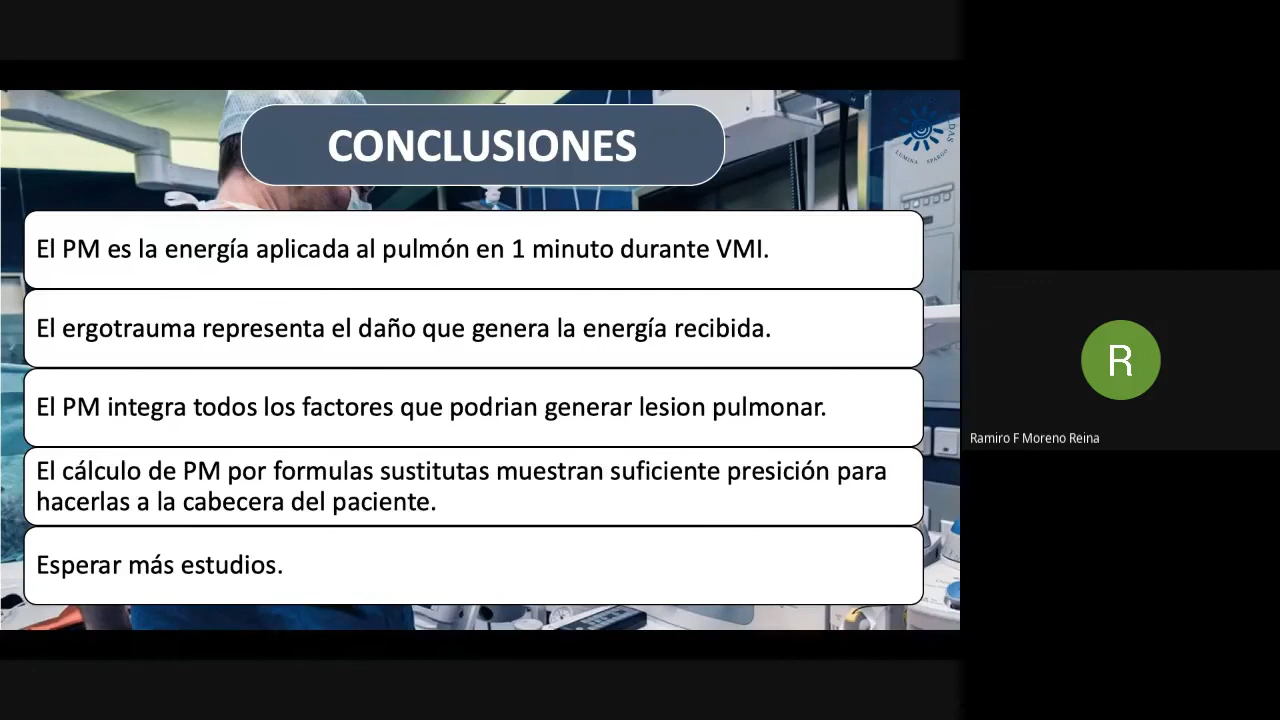 CONCLUSIONES
DAS
LUMINA SPARGO
El PM es la energía aplicada al pulmón en 1 minuto durante VMI.
El ergotrauma representa el daño que genera la energía recibida.
El PM integra todos los factores que podrian generar lesion pulmonar.
El cálculo de PM por formulas sustitutas muestran suficiente presición para
hacerlas a la cabecera del paciente.
Esperar más estudios.
R
Ramiro F Moreno Reina